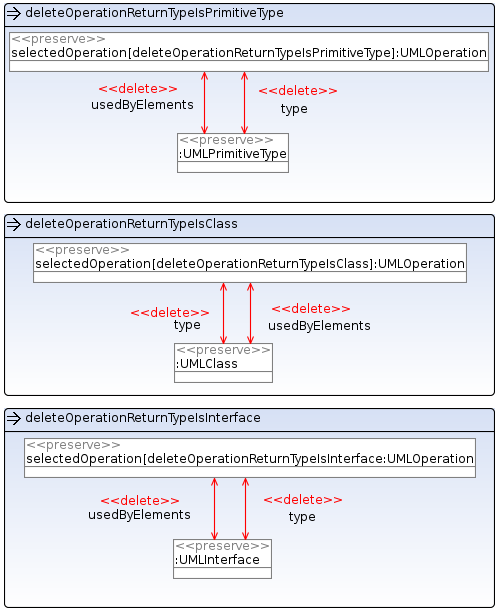 deleteOperationReturnTypeIsPrimitiveType
<<preserve>>
selectedOperation[deleteOperationReturnTypeIsPrimitiveType]:UMLOperation
<<delete>>
usedByElements
<<delete>>
type
<<preserve>>
:UMLPrimitiveType
deleteOperationReturnTypeIsClass
<<preserve>>
selectedOperation[deleteOperationReturnTypeIsClass]:UMLOperation
<<delete>>
type
<<delete>>
usedByElements
<<preserve>>
:UMLClass
deleteOperationReturnTypeIsInterface
<<preserve>>
selectedOperation[deleteOperationReturnTypeIsInterface:UMLOperation
<<delete>>
usedByElements
<<delete>>
type
<<preserve>>
:UMLInterface